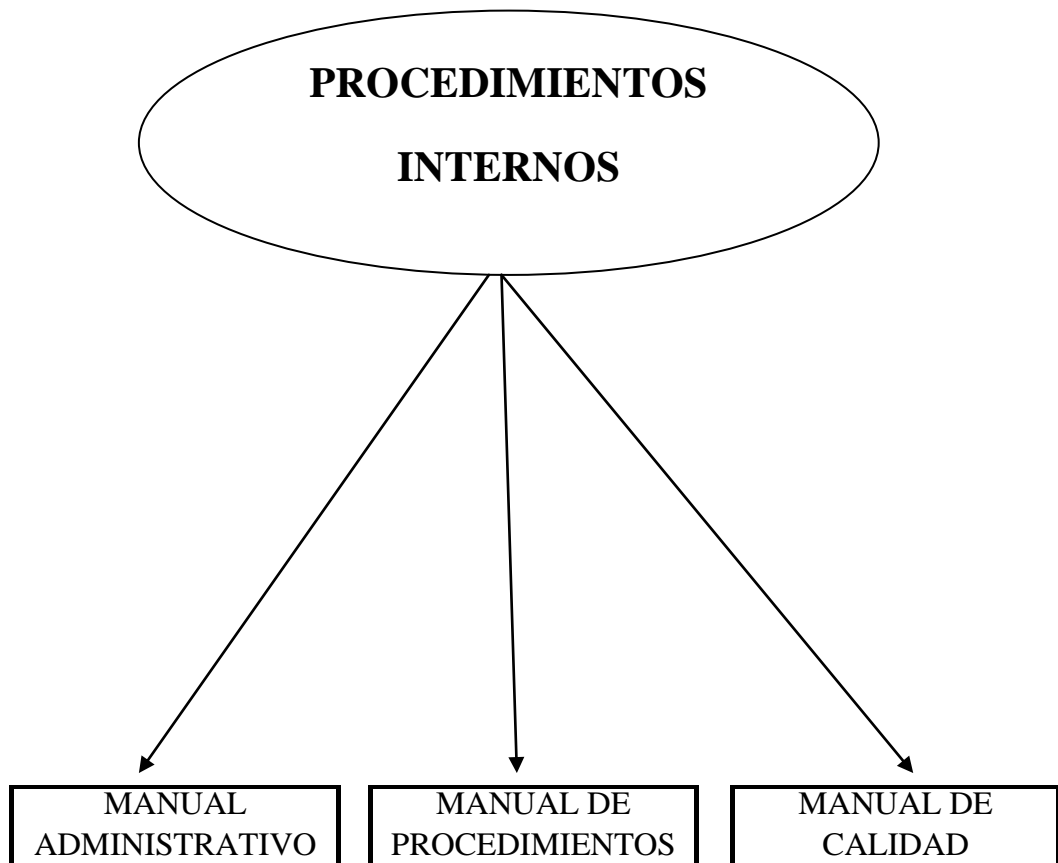 PROCEDIMIENTOS
INTERNOS
MANUAL
ADMINISTRATIVO
MANUAL DE
PROCEDIMIENTOS
MANUAL DE
CALIDAD